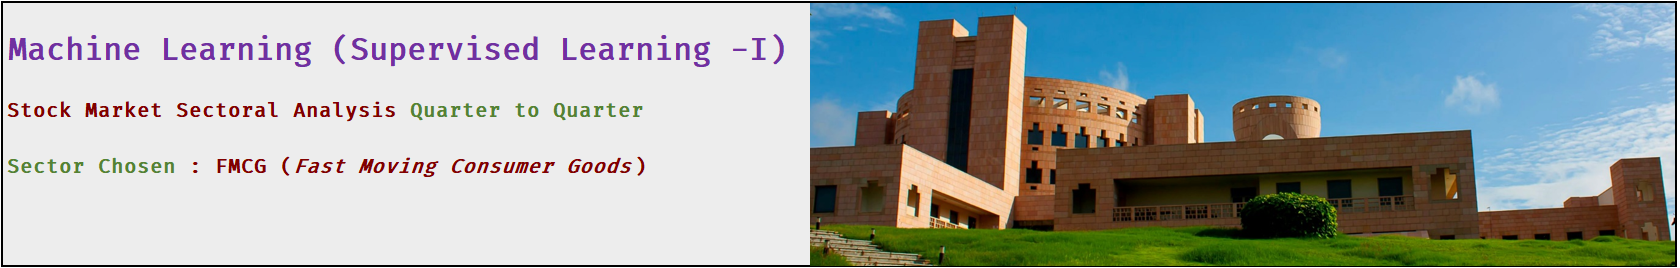 Machine Learning (Supervised Learning -I)
Stock Market Sectoral Analysis Quarter to Quarter
Sector Chosen : FMCG (Fast Moving Consumer Goods)